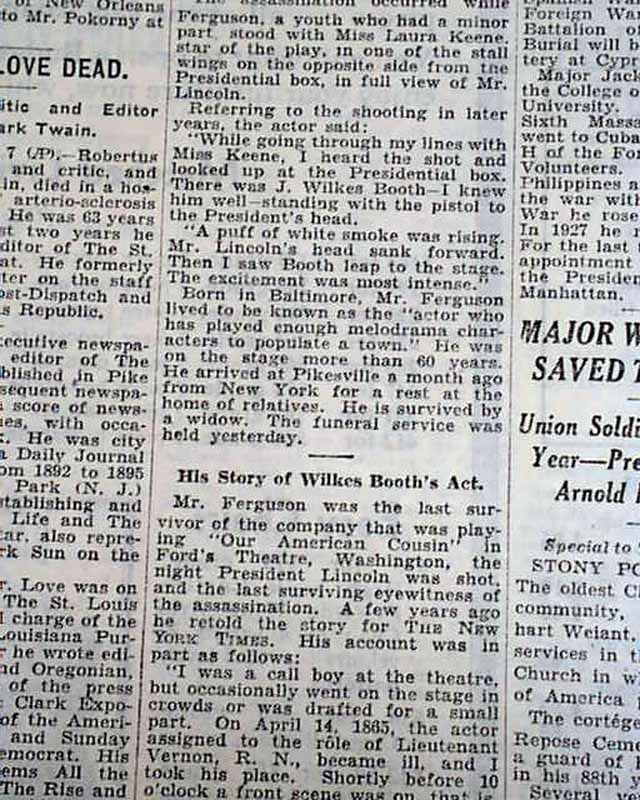 of New Orleans
to Mr. Pokorny at
LOVE DEAD.
itic and Editor
ark Twain.
7 (AP).—Robertus
and critic, and
in, died in a hos-
arterio-sclerosis
He was 63 years
st two years he
ditor of The St.
at. He formerly
ter on the staff
ost-Dispatch and
s Republic.
xecutive newspa-
editor of The
blished in Pike
sequent newspa-
a score of news-
es, with occa-
He was city
a Daily Journal
om 1892 to 1895
Park (N. J.)
stablishing and
Life and The
ar, also repre-
rk Sun on the
r. Love was on
The St. Louis
charge of the
Louisiana Pur-
r he wrote edi-
nd Oregonian,
of the press
Clark Expo-
of the Ameri-
and Sunday
emocrat. His
ems All the
The Rise and
The assassination occurred while
Ferguson, a youth who had a minor
part, stood with Miss Laura Keene,
star of the play, in one of the stall
wings on the opposite side from the
Presidential box, in full view of Mr.
Lincoln.
Referring to the shooting in later
years, the actor said:
"While going through my lines with
Miss Keene, I heard the shot and
looked up at the Presidential box.
There was J. Wilkes Booth—I knew
him well—standing with the pistol to
the President's head.
"A puff of white smoke was rising.
Mr. Lincoln's head sank forward.
Then I saw Booth leap to the stage.
The excitement was most intense."
Born in Baltimore, Mr. Ferguson
lived to be known as the "actor who
has played enough melodrama char-
acters to populate a town." He was
on the stage more than 60 years.
He arrived at Pikesville a month ago
from New York for a rest at the
home of relatives. He is survived by
a widow. The funeral service was
held yesterday.
His Story of Wilkes Booth's Act.
Mr. Ferguson was the last sur-
vivor of the company that was play-
ing "Our American Cousin" in
Ford's Theatre, Washington, the
night President Lincoln was shot,
and the last surviving eyewitness of
the assassination. A few years ago
he retold the story for THE NEW
YORK TIMES. His account was in
part as follows:
"I was a call boy at the theatre,
but occasionally went on the stage in
crowds or was drafted for a small
part. On April 14, 1865, the actor
assigned to the rôle of Lieutenant
Vernon, R. N., became ill, and I
took his place. Shortly before 10
o'clock a front scene was on, that is
Foreign War
Battalion of
Burial will b
tery at Cypr
Major Jack
the College o
University.
Sixth Massa
went to Cuba
H of the Fo
Volunteers.
Philippines a
the war with
War he rose
In 1927 he r
For the last
appointment
the Presiden
Manhattan.
MAJOR W
SAVED T
Union Soldi
Year—Pre
Arnold
Special to
STONY PO
The oldest C
community,
hart Weiant,
services in t
Church in w
of America
The cortége
Repose Ceme
a guard of
in his 88th y
Several ve